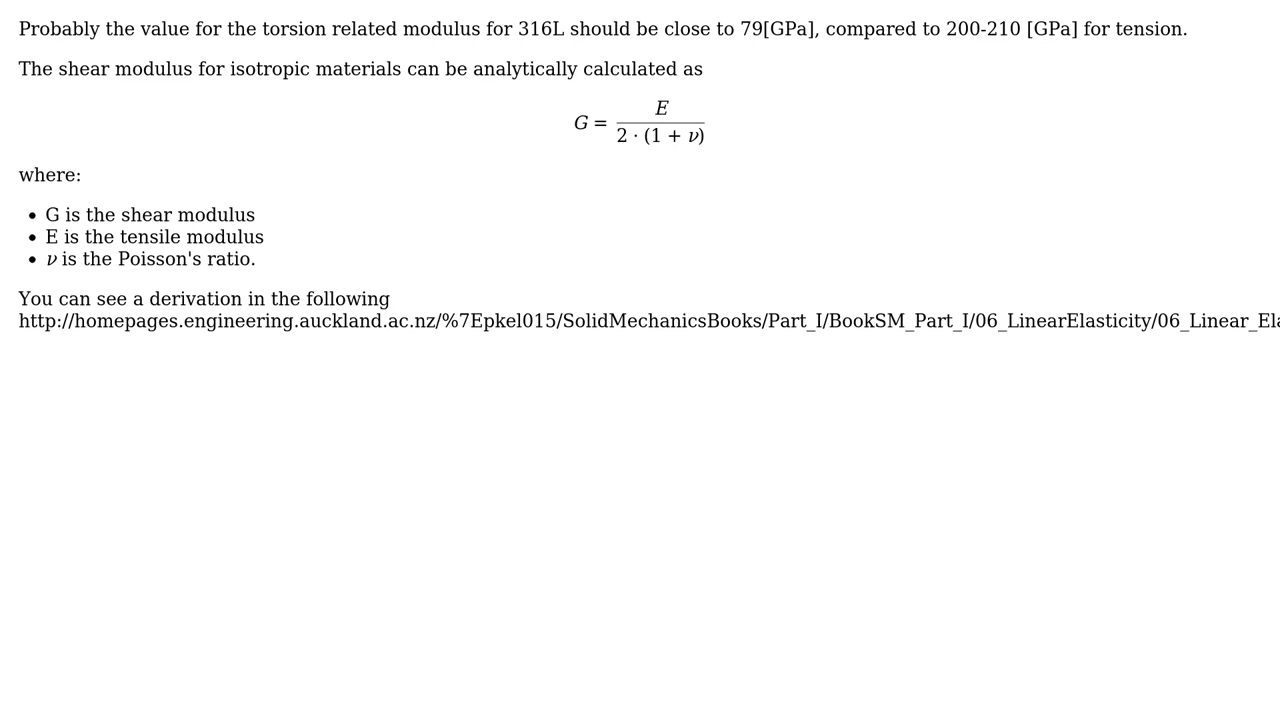 Probably the value for the torsion related modulus for 316L should be close to 79[GPa], compared to 200-210 [GPa] for tension.
The shear modulus for isotropic materials can be analytically calculated as
G = E / 2 · (1 + ν)
where:
• G is the shear modulus
• E is the tensile modulus
• ν is the Poisson's ratio.
You can see a derivation in the following
http://homepages.engineering.auckland.ac.nz/%7Epkel015/SolidMechanicsBooks/Part_I/BookSM_Part_I/06_LinearElasticity/06_Linear_Ela